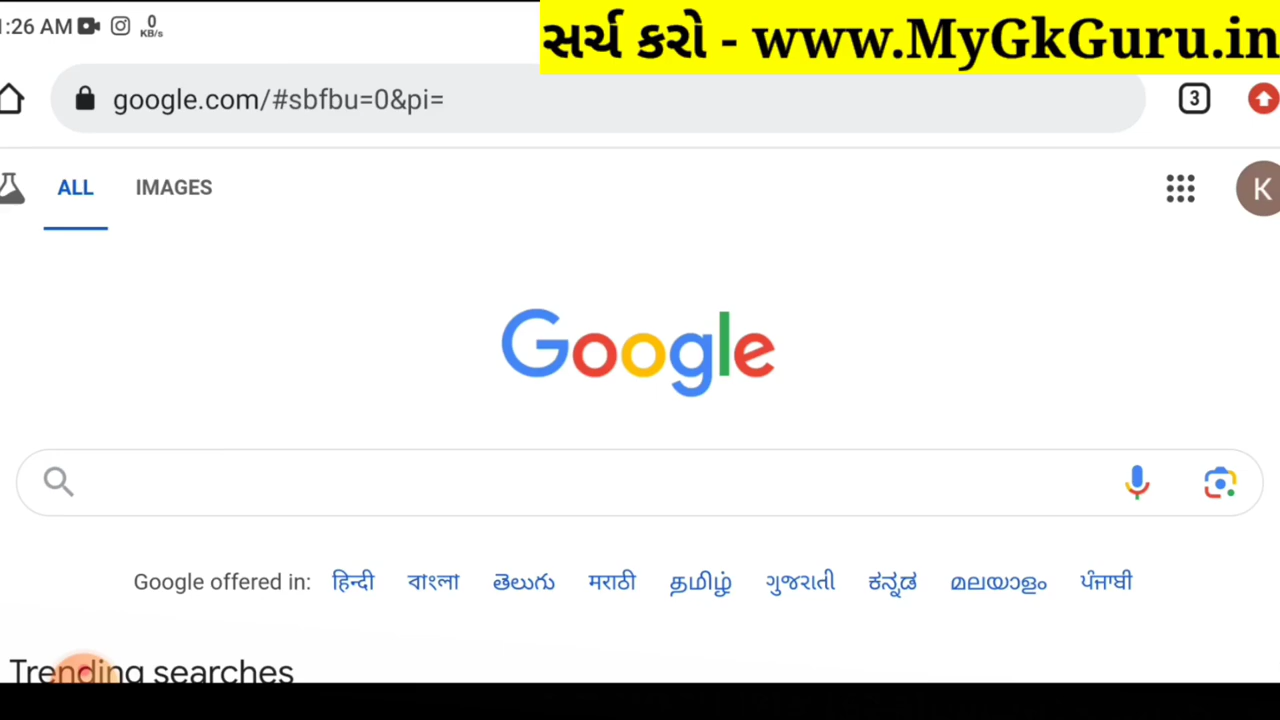 1:26 AM 0 KB/s
સર્ચ કરો - www.MyGkGuru.in
google.com/#sbfbu=0&pi=
3
ALL IMAGES
K
Google
Google offered in: हिन्दी বাংলা తెలుగు मराठी தமிழ் ગુજરાતી ಕನ್ನಡ മലയാളം ਪੰਜਾਬੀ
Trending searches